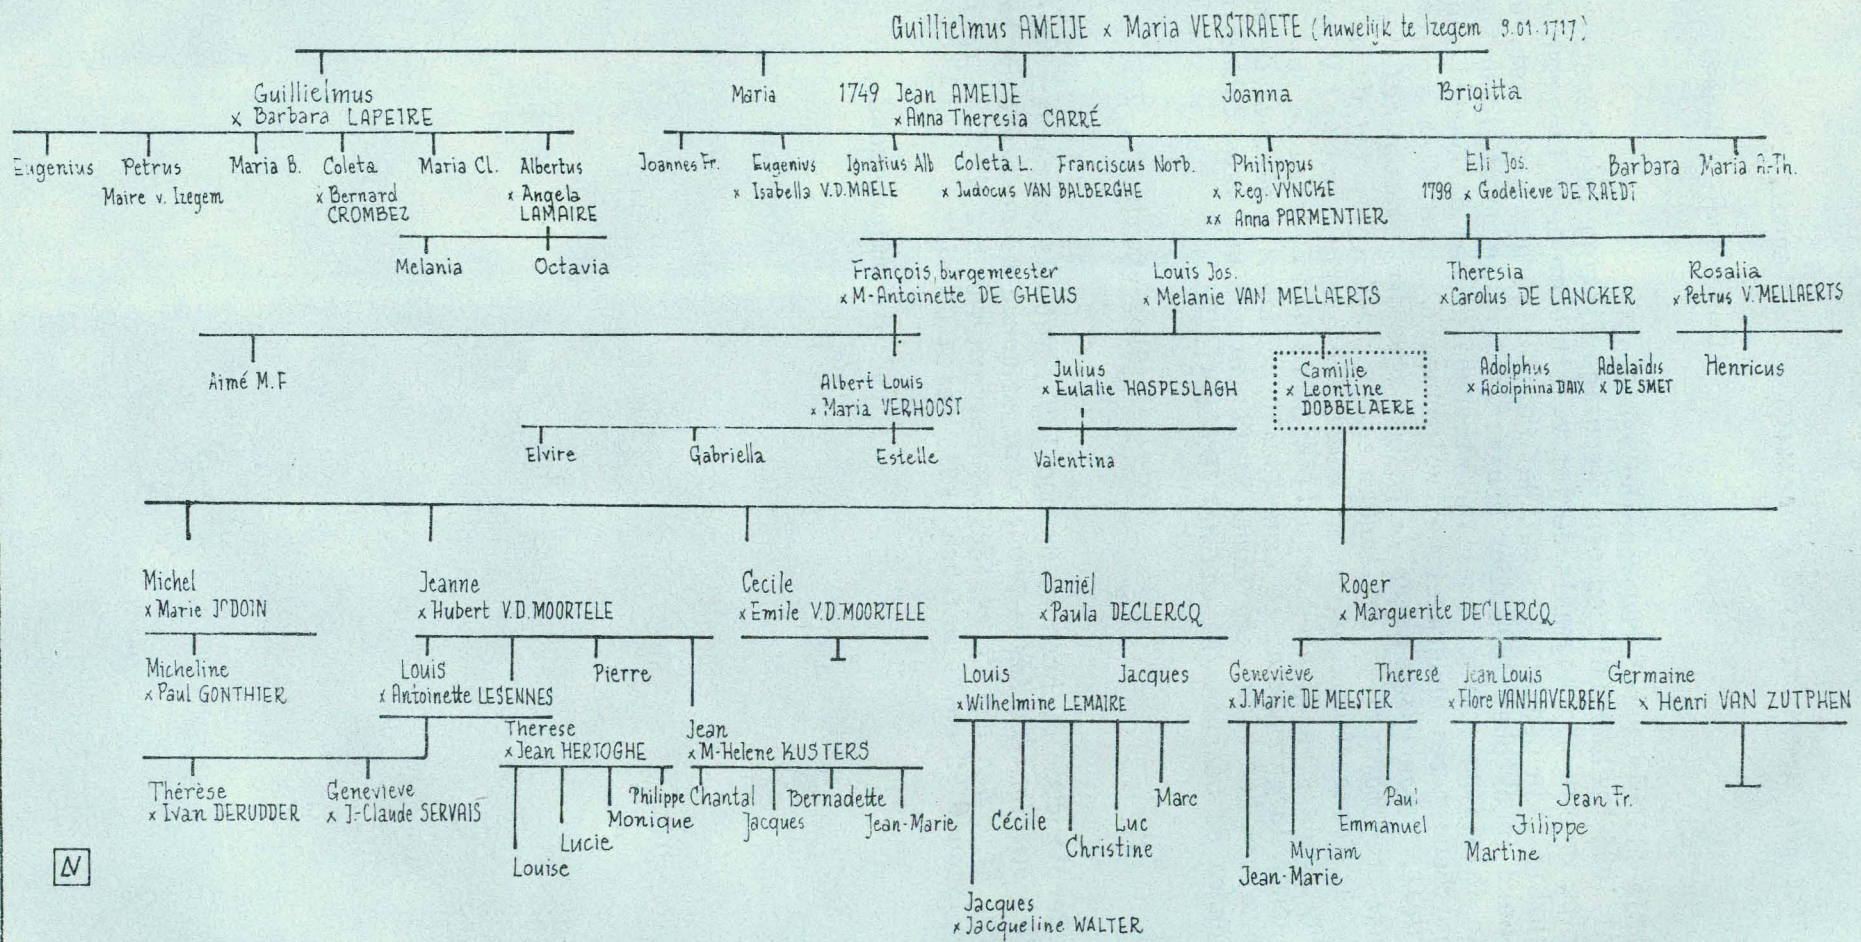 Guillielmus AMEIJE x Maria VERSTRAETE (huwelijk te Izegem 9.01.1717)
Guillielmus
x Barbara LAPEIRE
Maria
1749 Jean AMEIJE
x Anna Theresia CARRÉ
Joanna
Brigitta
Eugenius
Petrus
Maire v. Izegem
Maria B.
Coleta
x Bernard
CROMBEZ
Maria Cl.
Albertus
x Angela
LAMAIRE
Joannes Fr.
Eugenius
x Isabella V.D.MAELE
Ignatius Alb
Coleta L.
x Judocus VAN BALBERGHE
Franciscus Norb.
Philippus
x Reg. VYNCKE
xx Anna PARMENTIER
Eli Jos.
1798 x Godelieve DE RAEDT
Barbara
Maria A-Th.
Melania
Octavia
François, burgemeester
x M-Antoinette DE GHEUS
Louis Jos.
x Melanie VAN MELLAERTS
Theresia
x Carolus DE LANCKER
Rosalia
x Petrus V.MELLAERTS
Aimé M.F
Albert Louis
x Maria VERHOOST
Julius
x Eulalie HASPESLAGH
Camille
x Leontine
DOBBELAERE
Adolphus
x Adolphina DAIX
Adelaïdis
x DE SMET
Henricus
Elvire
Gabriella
Estelle
Valentina
Michel
x Marie
Jeanne
x Hubert V.D.MOORTELE
Cecile
x Emile V.D.MOORTELE
Daniël
x Paula DECLERCQ
Roger
x Marguerite DECLERCQ
Micheline
x Paul GONTHIER
Louis
x Antoinette LESENNES
Pierre
Therese
x Jean HERTOGHE
Jean
x M-Helene KUSTERS
Louis
x Wilhelmine LEMAIRE
Jacques
Geneviève
x J.Marie DE MEESTER
Therese
Jean Louis
x Flore VANHAVERBEKE
Germaine
x Henri VAN ZUTPHEN
Thérèse
x Ivan DERUDDER
Genevieve
x J-Claude SERVAIS
Louise
Lucie
Monique
Philippe
Chantal
Jacques
Bernadette
Jean-Marie
Jacques
x Jacqueline WALTER
Cécile
Christine
Luc
Marc
Jean-Marie
Myriam
Emmanuel
Paul
Martine
Filippe
Jean Fr.